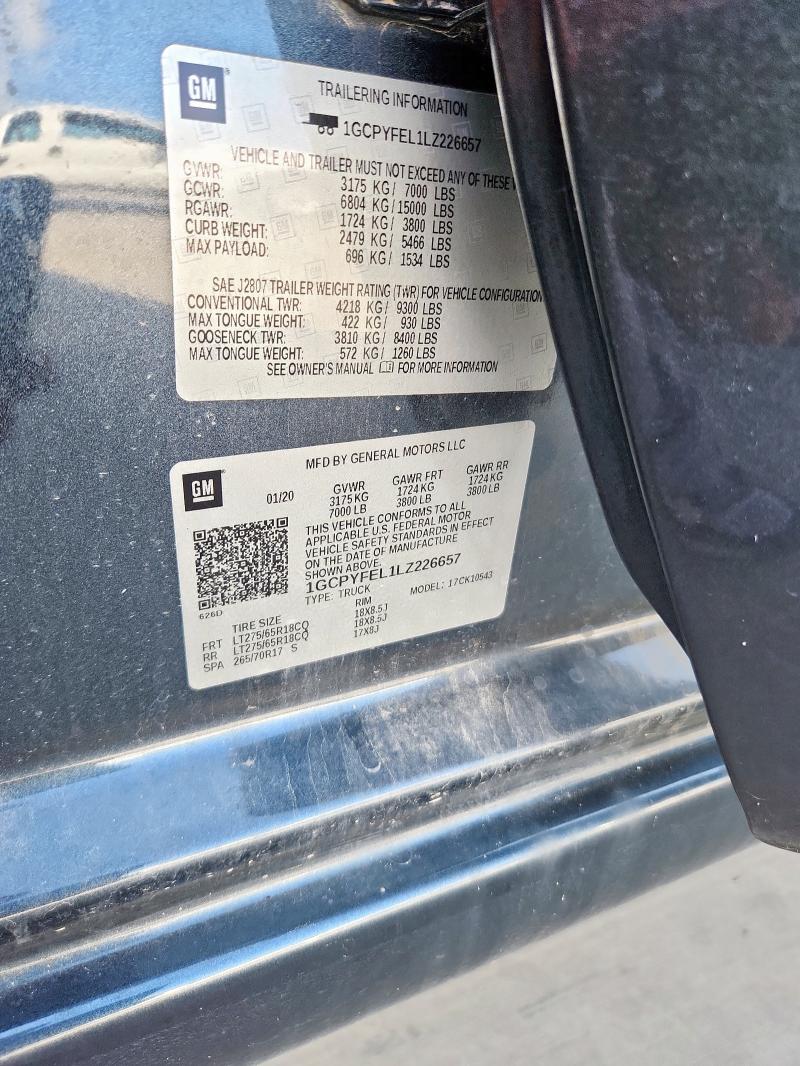 GM
TRAILERING INFORMATION
1GCPYFEL1LZ226657
VEHICLE AND TRAILER MUST NOT EXCEED ANY OF THESE
GVWR: 3175 KG/ 7000 LBS
GCWR: 6804 KG/15000 LBS
RGAWR: 1724 KG/ 3800 LBS
CURB WEIGHT: 2479 KG/ 5466 LBS
MAX PAYLOAD: 696 KG/ 1534 LBS
SAE J2807 TRAILER WEIGHT RATING (TWR) FOR VEHICLE CONFIGURATION
CONVENTIONAL TWR: 4218 KG/ 9300 LBS
MAX TONGUE WEIGHT: 422 KG/ 930 LBS
GOOSENECK TWR: 3810 KG/ 8400 LBS
MAX TONGUE WEIGHT: 572 KG/ 1260 LBS
SEE OWNER'S MANUAL FOR MORE INFORMATION
GM
MFD BY GENERAL MOTORS LLC
01/20 GVWR GAWR FRT GAWR RR
3175 KG 1724 KG 1724 KG
7000 LB 3800 LB 3800 LB
THIS VEHICLE CONFORMS TO ALL
APPLICABLE U.S. FEDERAL MOTOR
VEHICLE SAFETY STANDARDS IN EFFECT
ON THE DATE OF MANUFACTURE
SHOWN ABOVE.
1GCPYFEL1LZ226657
TYPE: TRUCK MODEL: 17CK10543
626D
TIRE SIZE RIM
FRT LT275/65R18CQ 18X8.5J
RR LT275/65R18CQ 18X8.5J
SPA 265/70R17 S 17X8J